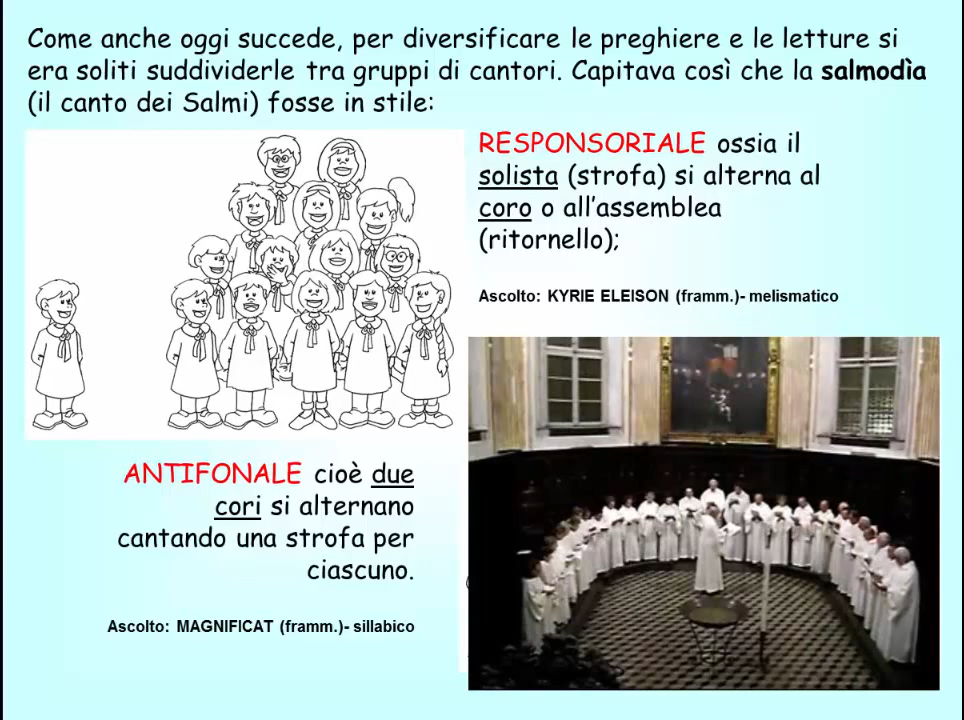 Come anche oggi succede, per diversificare le preghiere e le letture si
era soliti suddividerle tra gruppi di cantori. Capitava così che la salmodìa
(il canto dei Salmi) fosse in stile:
RESPONSORIALE ossia il
solista (strofa) si alterna al
coro o all'assemblea
(ritornello);
Ascolto: KYRIE ELEISON (framm.)- melismatico
ANTIFONALE cioè due
cori si alternano
cantando una strofa per
ciascuno.
Ascolto: MAGNIFICAT (framm.)- sillabico